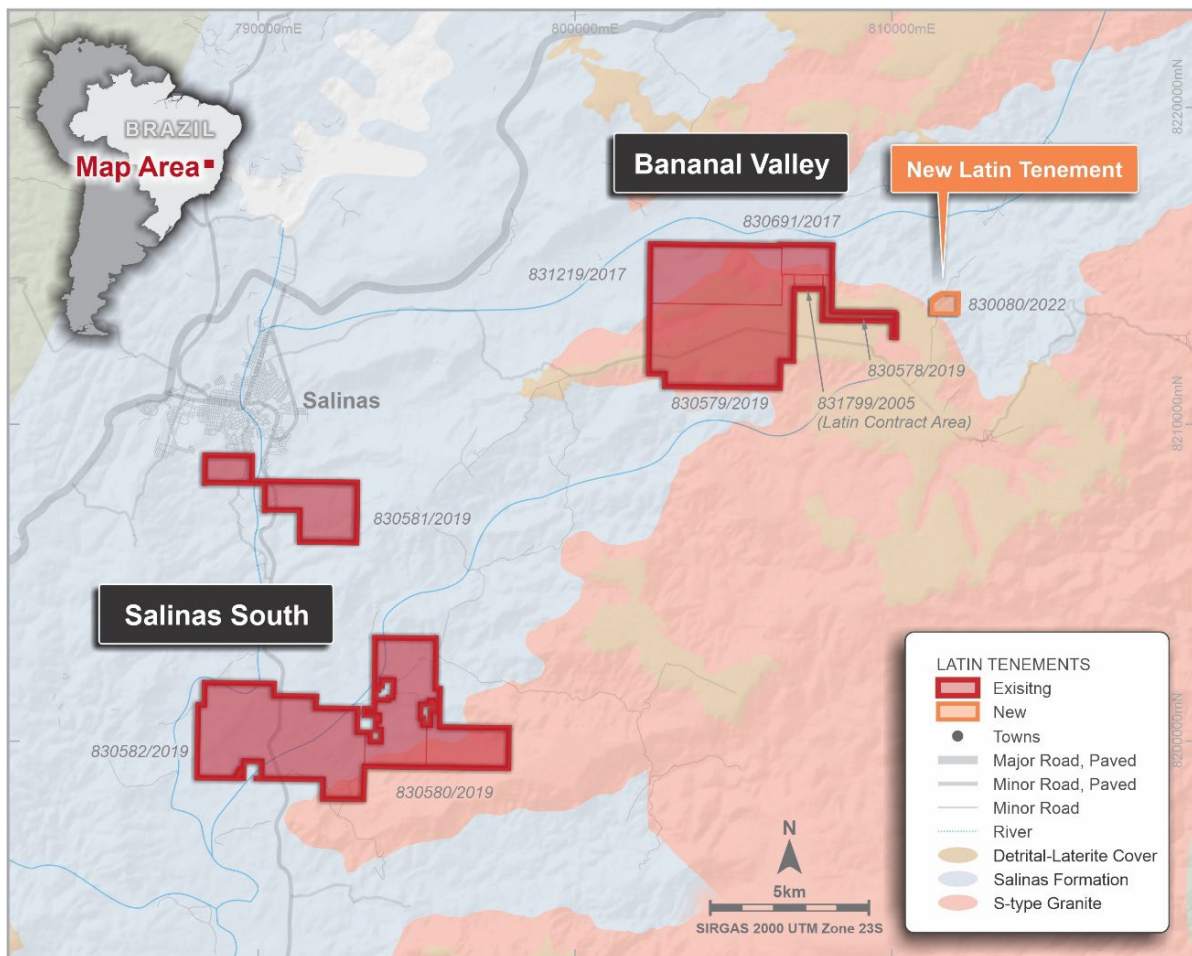 790000mE
800000mE
810000mE
8220000mN
8210000mN
8200000mN
BRAZIL
Map Area
Bananal Valley
New Latin Tenement
830691/2017
831219/2017
830080/2022
830578/2019
830579/2019
831799/2005
(Latin Contract Area)
Salinas
830581/2019
Salinas South
830582/2019
830580/2019
LATIN TENEMENTS
Exisitng
New
Towns
Major Road, Paved
Minor Road, Paved
Minor Road
River
Detrital-Laterite Cover
Salinas Formation
S-type Granite
N
5km
SIRGAS 2000 UTM Zone 23S